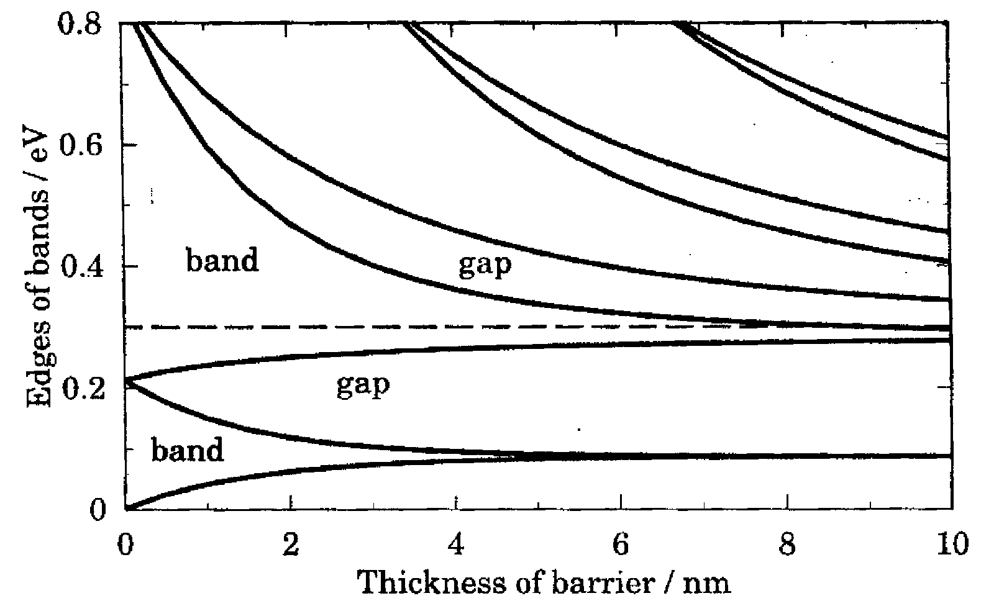 0.8
0.6
0.4
0.2
0
Edges of bands / eV
band
gap
gap
band
0 2 4 6 8 10
Thickness of barrier / nm